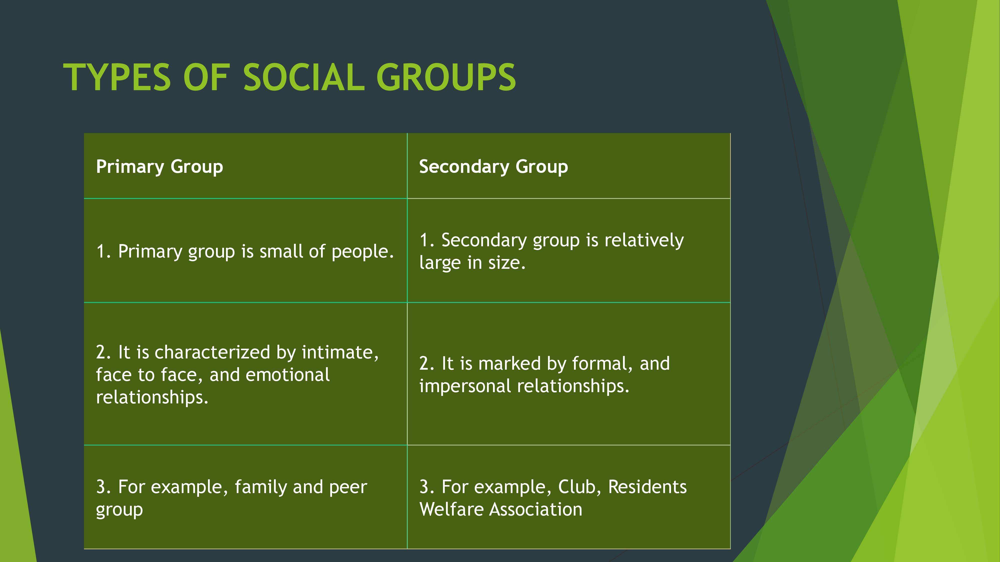 TYPES OF SOCIAL GROUPS
Primary Group
Secondary Group
1. Primary group is small of people.
1. Secondary group is relatively
large in size.
2. It is characterized by intimate,
face to face, and emotional
relationships.
2. It is marked by formal, and
impersonal relationships.
3. For example, family and peer
group
3. For example, Club, Residents
Welfare Association